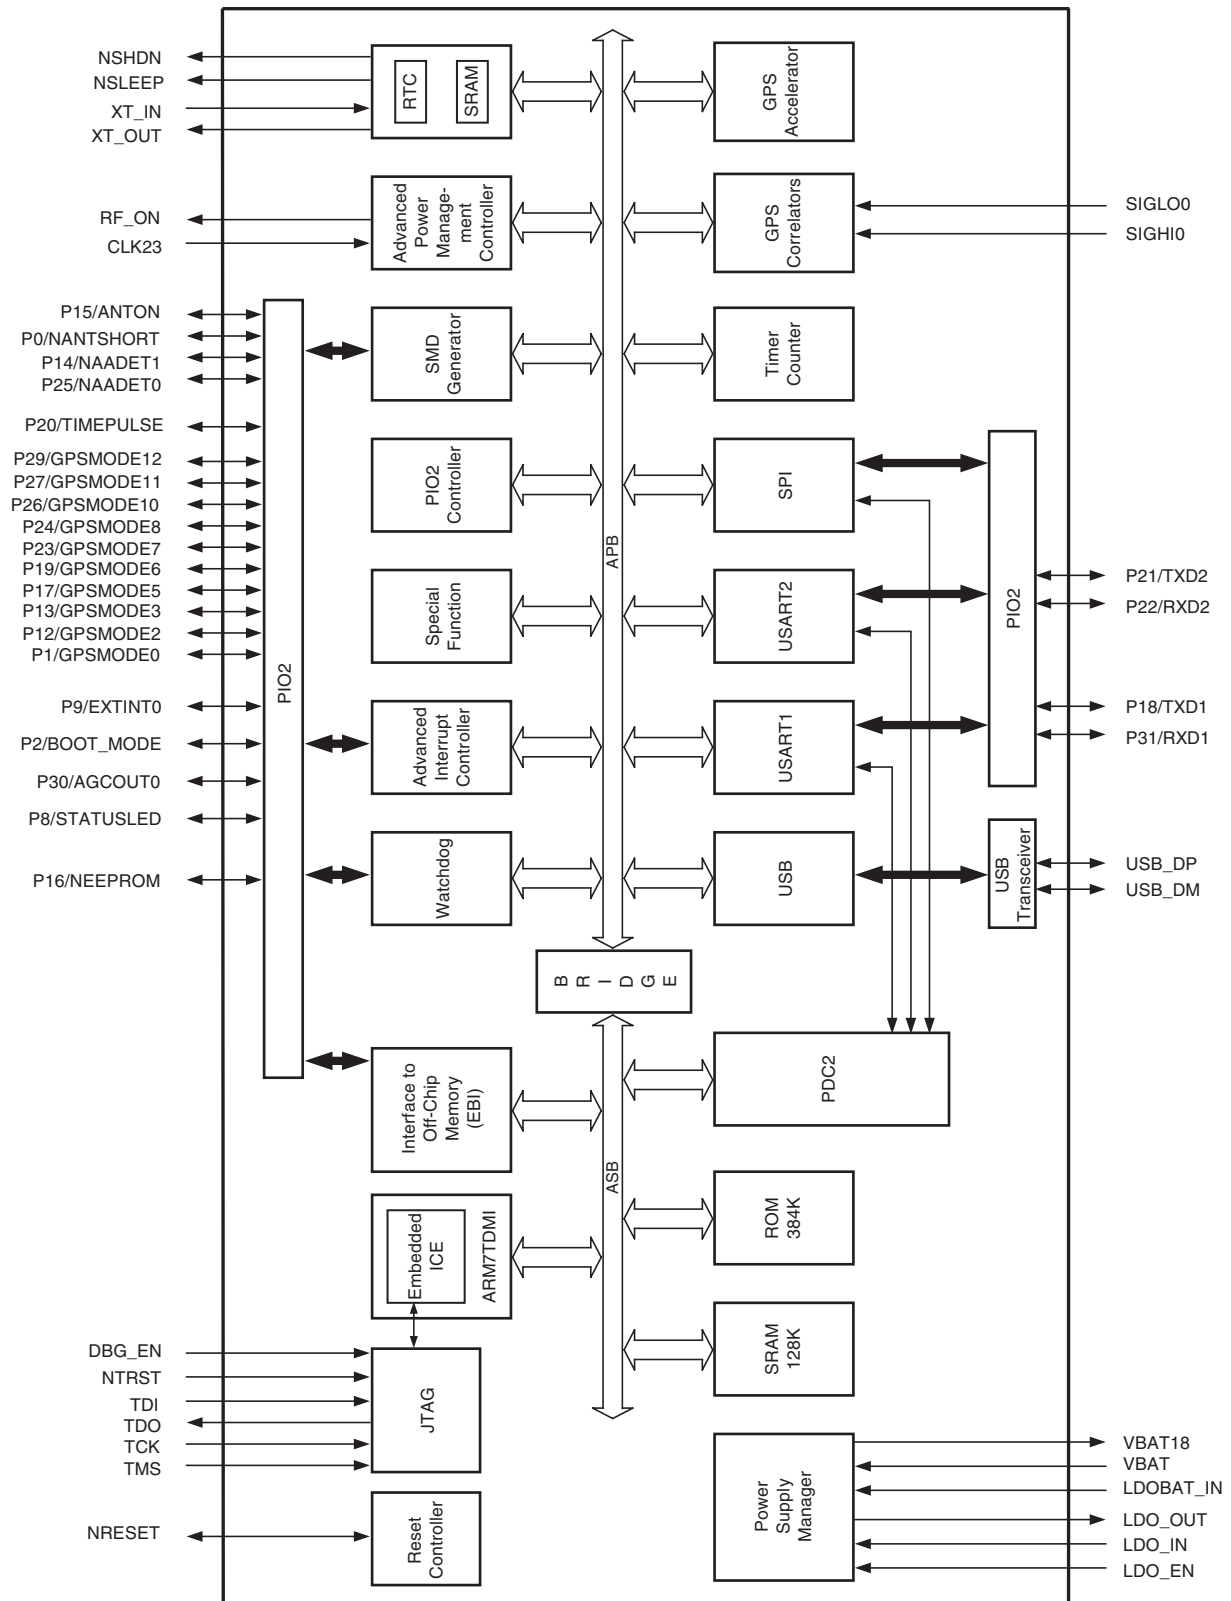 NSHDN
NSLEEP
XT_IN
XT_OUT
RTC
SRAM
GPS
Accelerator
RF_ON
CLK23
Advanced
Power
Manage-
ment
Controller
GPS
Correlators
SIGLO0
SIGHI0
P15/ANTON
P0/NANTSHORT
P14/NAADET1
P25/NAADET0
P20/TIMEPULSE
P29/GPSMODE12
P27/GPSMODE11
P26/GPSMODE10
P24/GPSMODE8
P23/GPSMODE7
P19/GPSMODE6
P17/GPSMODE5
P13/GPSMODE3
P12/GPSMODE2
P1/GPSMODE0
P9/EXTINT0
P2/BOOT_MODE
P30/AGCOUT0
P8/STATUSLED
P16/NEEPROM
PIO2
SMD
Generator
PIO2
Controller
Special
Function
Advanced
Interrupt
Controller
Watchdog
APB
Timer
Counter
SPI
USART2
USART1
USB
PIO2
USB
Transceiver
P21/TXD2
P22/RXD2
P18/TXD1
P31/RXD1
USB_DP
USB_DM
BRIDGE
Interface to
Off-Chip
Memory
(EBI)
PDC2
ASB
Embedded
ICE
ARM7TDMI
ROM
384K
SRAM
128K
DBG_EN
NTRST
TDI
TDO
TCK
TMS
JTAG
NRESET
Reset
Controller
Power
Supply
Manager
VBAT18
VBAT
LDOBAT_IN
LDO_OUT
LDO_IN
LDO_EN